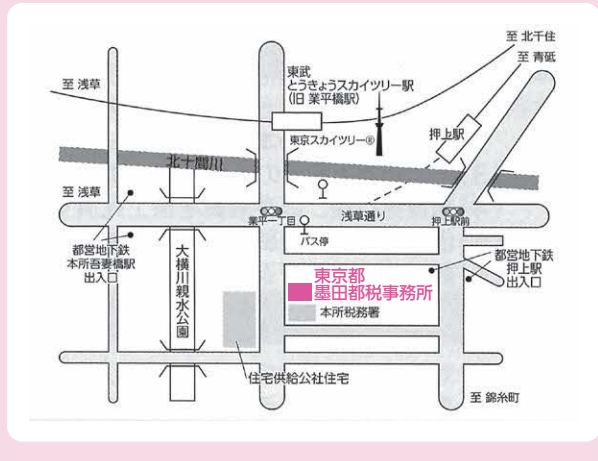 至 北千住
至 青砥
東武
とうきょうスカイツリー駅
(旧 業平橋駅)
至 浅草
東京スカイツリー®
押上駅
北十間川
至 浅草
業平一丁目
浅草通り
押上駅前
バス停
都営地下鉄
本所吾妻橋駅
出入口
大横川親水公園
都営地下鉄
押上駅
出入口
東京都
墨田都税事務所
本所税務署
住宅供給公社住宅
至 錦糸町